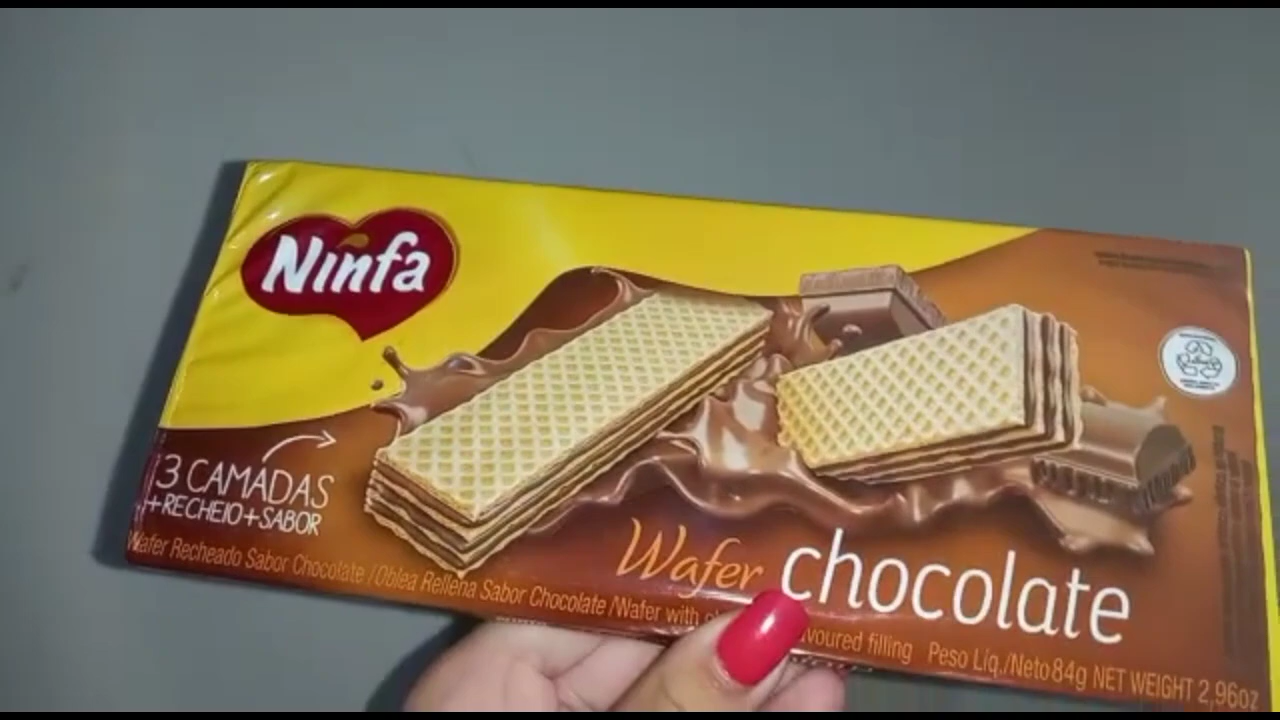 Ninfa
3 CAMADAS
+RECHEIO+SABOR
Wafer chocolate
Wafer Recheado Sabor Chocolate /Oblea Rellena Sabor Chocolate /Wafer with
filling Peso Líq./Neto 84g NET WEIGHT 2,96oz